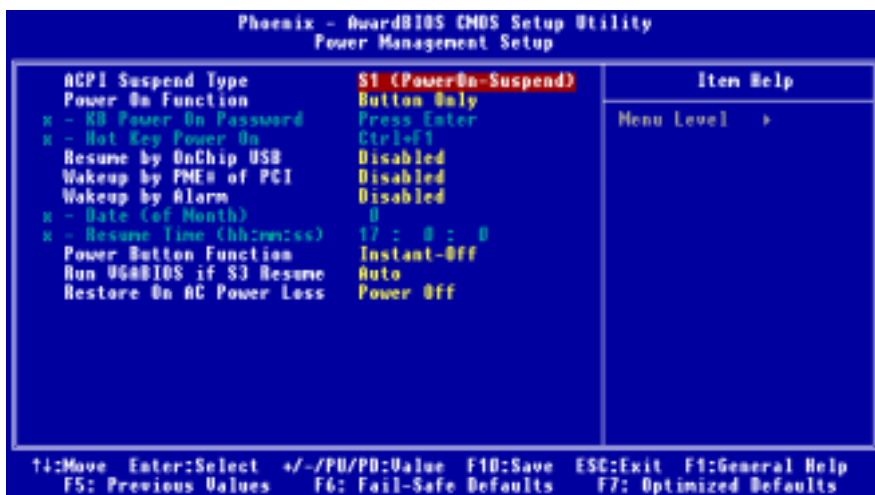 Phoenix - AwardBIOS CMOS Setup Utility
Power Management Setup
ACPI Suspend Type S1 (PowerOn-Suspend)
Power On Function Button Only
x - KB Power On Password Press Enter
x - Hot Key Power On Ctrl+F1
Resume by OnChip USB Disabled
Wakeup by PME# of PCI Disabled
Wakeup by Alarm Disabled
x - Date (of Month) 0
x - Resume Time (hh:mm:ss) 17 : 0 : 0
Power Button Function Instant-Off
Run VGABIOS if S3 Resume Auto
Restore On AC Power Loss Power Off
Item Help
Menu Level ▸
↑↓:Move Enter:Select +/-/PU/PD:Value F10:Save ESC:Exit F1:General Help
F5: Previous Values F6: Fail-Safe Defaults F7: Optimized Defaults